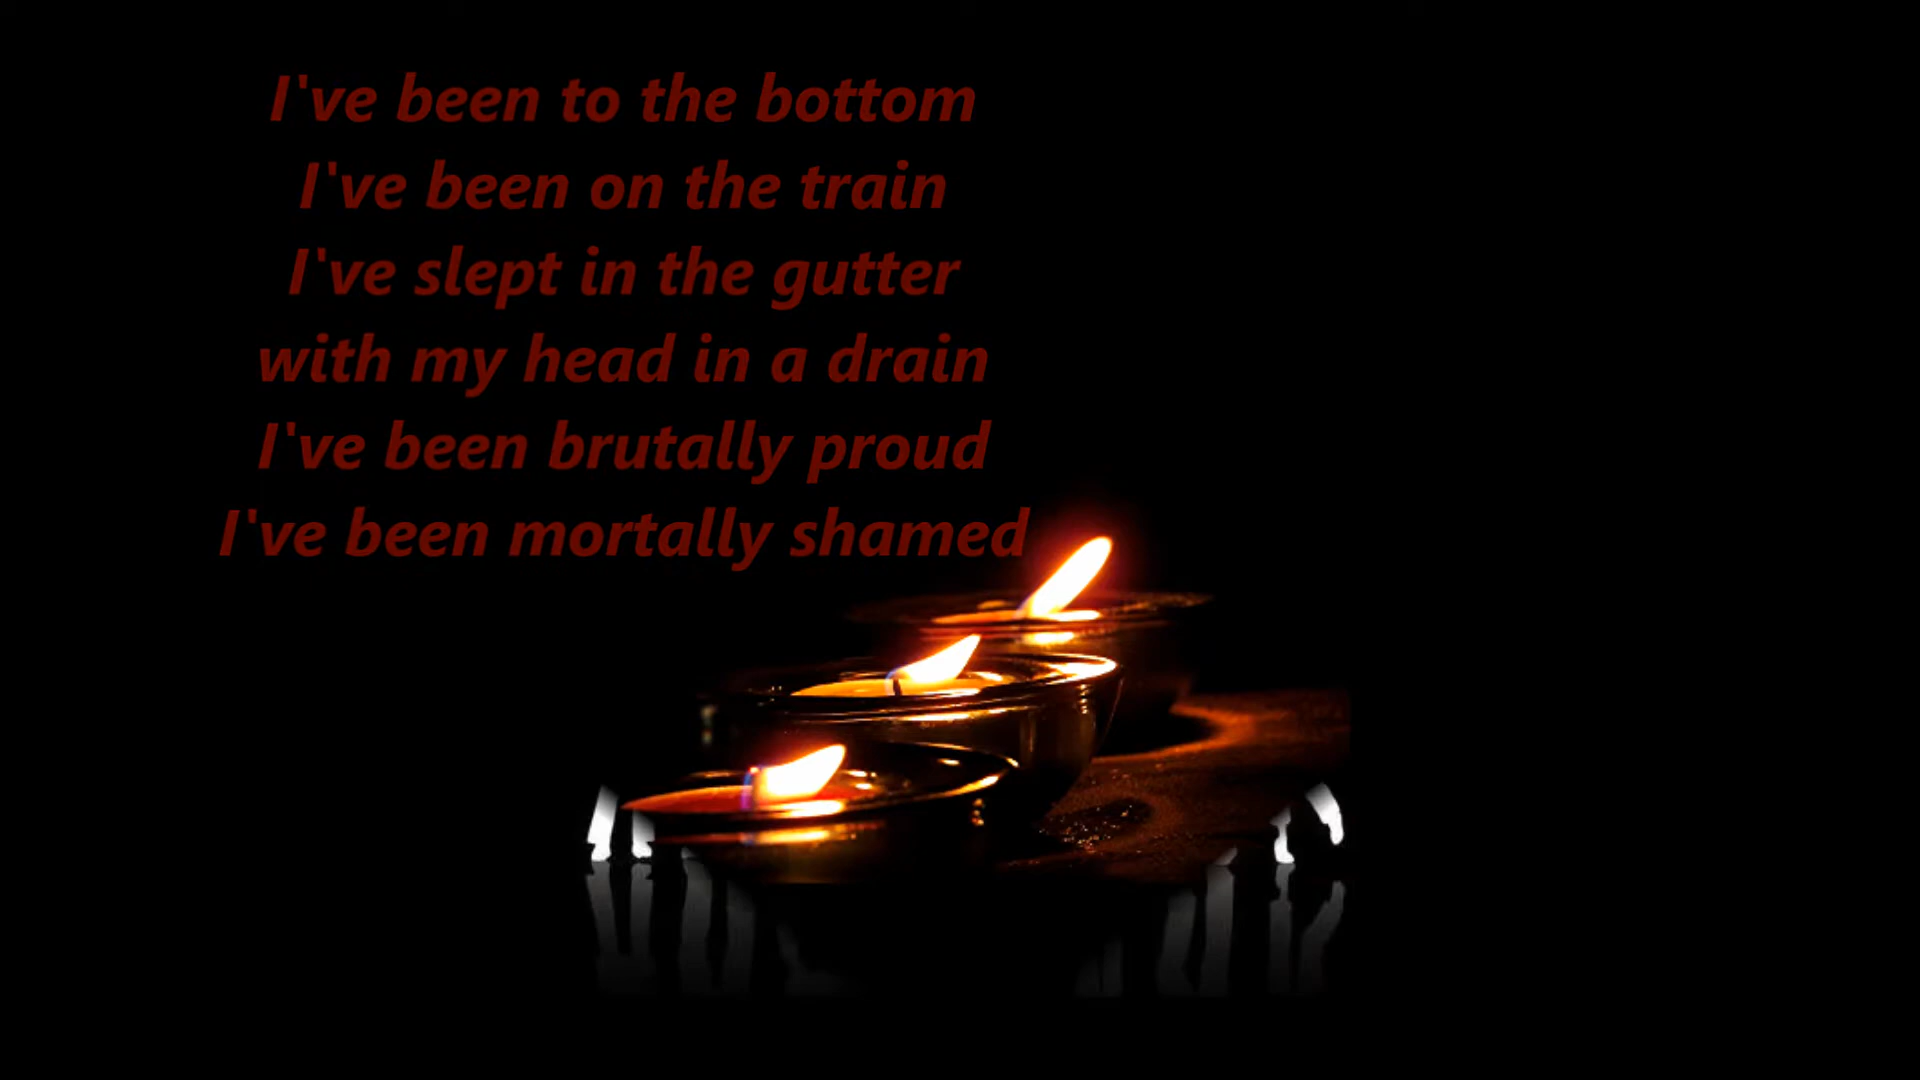 I've been to the bottom
I've been on the train
I've slept in the gutter
with my head in a drain
I've been brutally proud
I've been mortally shamed